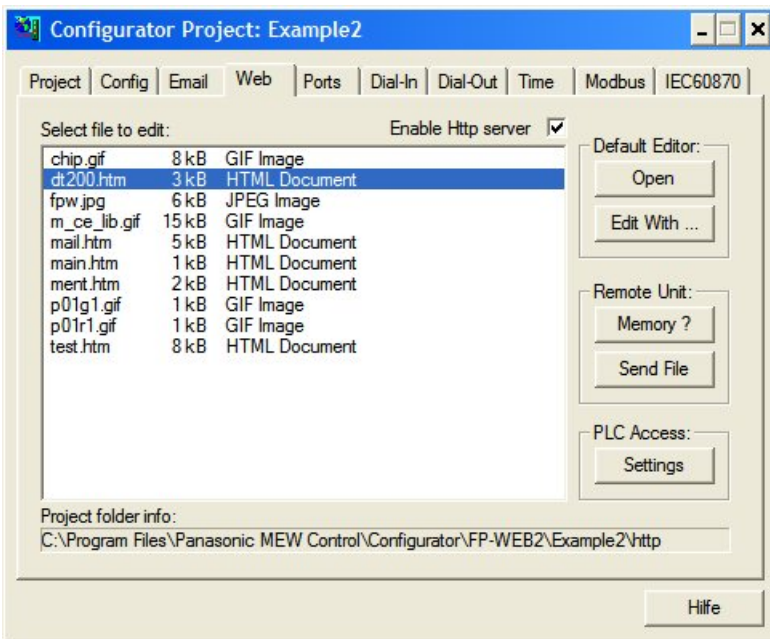 Configurator Project: Example2
Project Config Email Web Ports Dial-In Dial-Out Time Modbus IEC60870
Select file to edit: Enable Http server
chip.gif 8 kB GIF Image
dt200.htm 3 kB HTML Document
fpw.jpg 6 kB JPEG Image
m_ce_lib.gif 15 kB GIF Image
mail.htm 5 kB HTML Document
main.htm 1 kB HTML Document
ment.htm 2 kB HTML Document
p01g1.gif 1 kB GIF Image
p01r1.gif 1 kB GIF Image
test.htm 8 kB HTML Document
Default Editor:
Open
Edit With ...
Remote Unit:
Memory ?
Send File
PLC Access:
Settings
Project folder info:
C:\Program Files\Panasonic MEW Control\Configurator\FP-WEB2\Example2\http
Hilfe